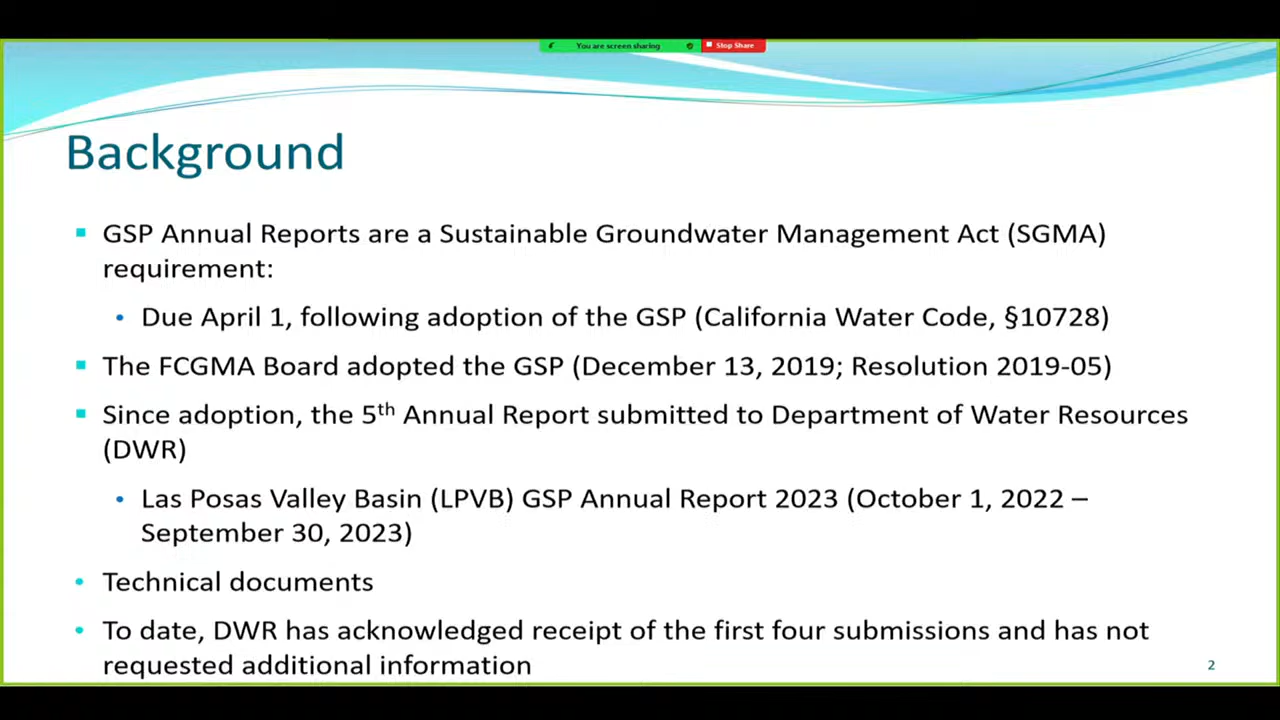 You are screen sharing Stop Share
Background
▪ GSP Annual Reports are a Sustainable Groundwater Management Act (SGMA)
requirement:
• Due April 1, following adoption of the GSP (California Water Code, §10728)
▪ The FCGMA Board adopted the GSP (December 13, 2019; Resolution 2019-05)
▪ Since adoption, the 5th Annual Report submitted to Department of Water Resources
(DWR)
• Las Posas Valley Basin (LPVB) GSP Annual Report 2023 (October 1, 2022 –
September 30, 2023)
• Technical documents
• To date, DWR has acknowledged receipt of the first four submissions and has not
requested additional information
2